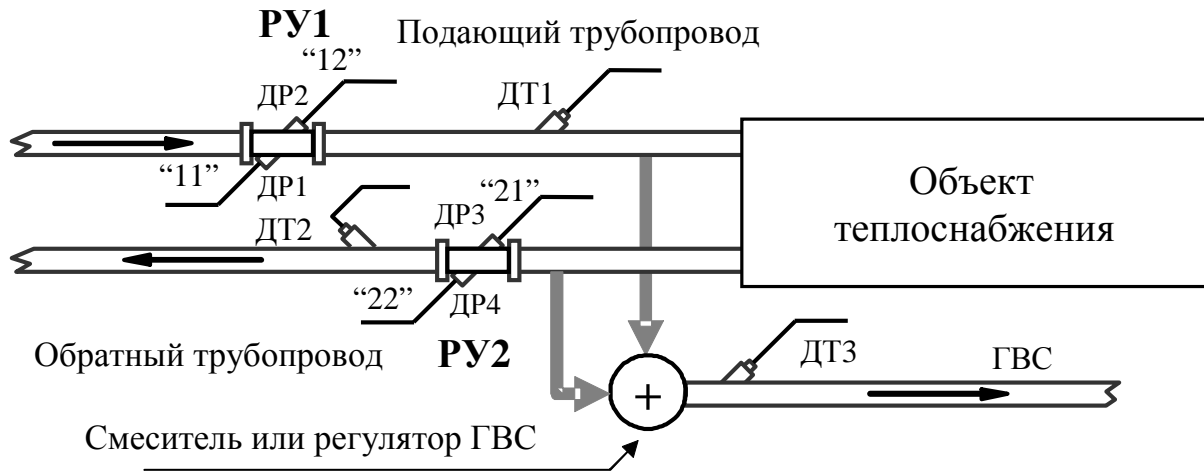 РУ1
Подающий трубопровод
“12”
ДР2
ДТ1
“11”
ДР1
Объект
теплоснабжения
ДТ2
ДР3
“21”
“22”
ДР4
Обратный трубопровод
РУ2
ДТ3
ГВС
+
Смеситель или регулятор ГВС